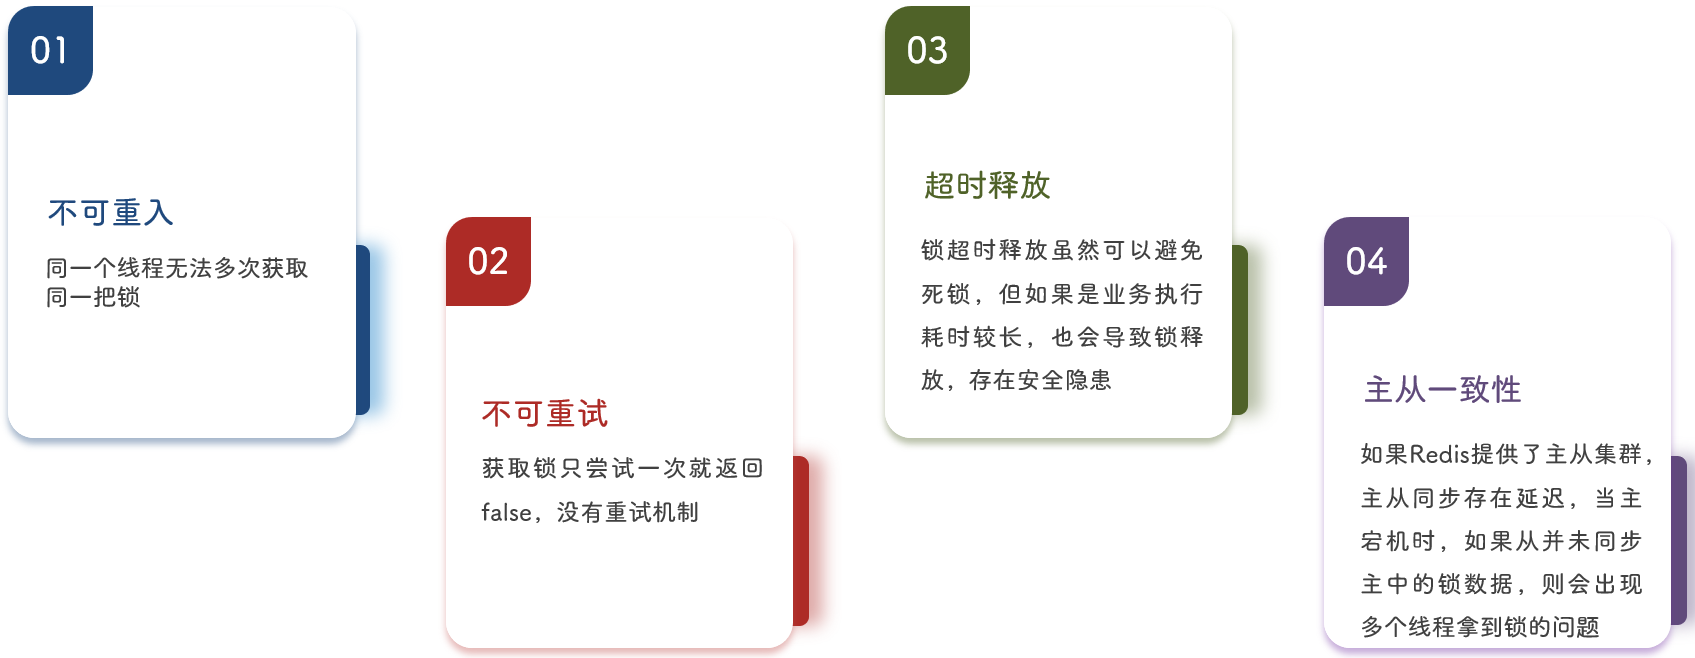 01
不可重入
同一个线程无法多次获取
同一把锁
02
不可重试
获取锁只尝试一次就返回
false，没有重试机制
03
超时释放
锁超时释放虽然可以避免
死锁，但如果是业务执行
耗时较长，也会导致锁释
放，存在安全隐患
04
主从一致性
如果Redis提供了主从集群，
主从同步存在延迟，当主
宕机时，如果从并未同步
主中的锁数据，则会出现
多个线程拿到锁的问题